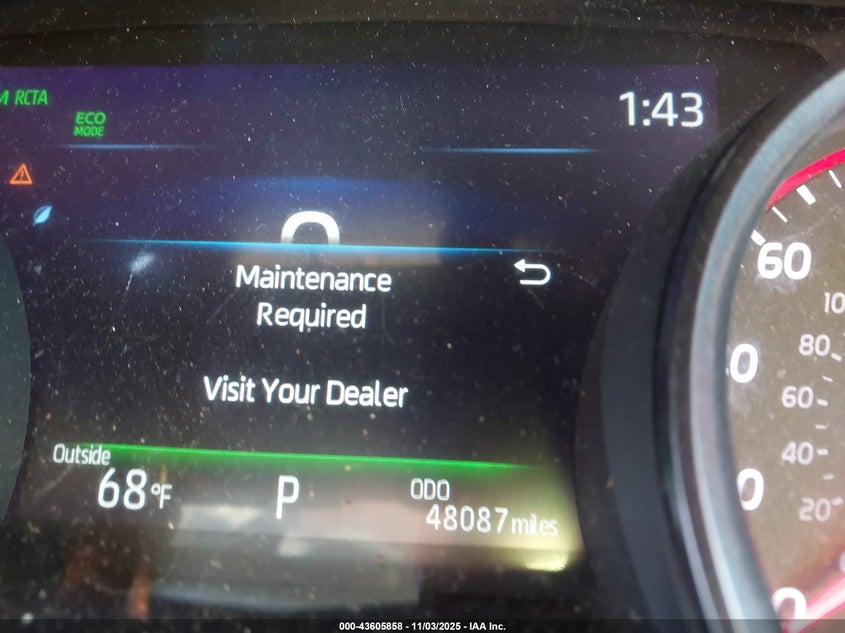 RCTA
1:43
ECO
MODE
Maintenance
Required
Visit Your Dealer
Outside
68°F
P
ODO
48087 miles
60
80
60
40
20
000-43605858 - 11/03/2025 - IAA Inc.